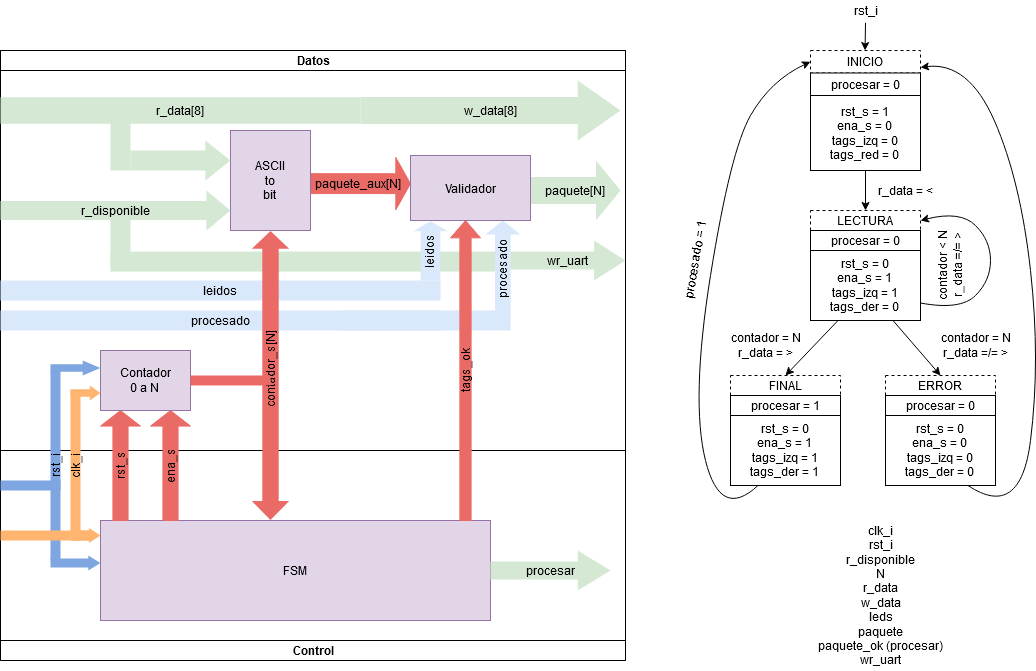 Datos
r_data[8]
w_data[8]
ASCII
to
bit
paquete_aux[N]
Validador
paquete[N]
r_disponible
wr_uart
leidos
procesado
leidos
procesado
Contador
0 a N
contador_s[N]
tags_ok
rst_i
clk_i
rst_s
ena_s
FSM
procesar
Control
rst_i
INICIO
procesar = 0
rst_s = 1
ena_s = 0
tags_izq = 0
tags_red = 0
r_data = <
LECTURA
procesar = 0
rst_s = 0
ena_s = 1
tags_izq = 1
tags_der = 0
contador < N
r_data =/= >
procesado = 1
contador = N
r_data = >
contador = N
r_data =/= >
FINAL
procesar = 1
rst_s = 0
ena_s = 1
tags_izq = 1
tags_der = 1
ERROR
procesar = 0
rst_s = 0
ena_s = 0
tags_izq = 0
tags_der = 0
clk_i
rst_i
r_disponible
N
r_data
w_data
leds
paquete
paquete_ok (procesar)
wr_uart